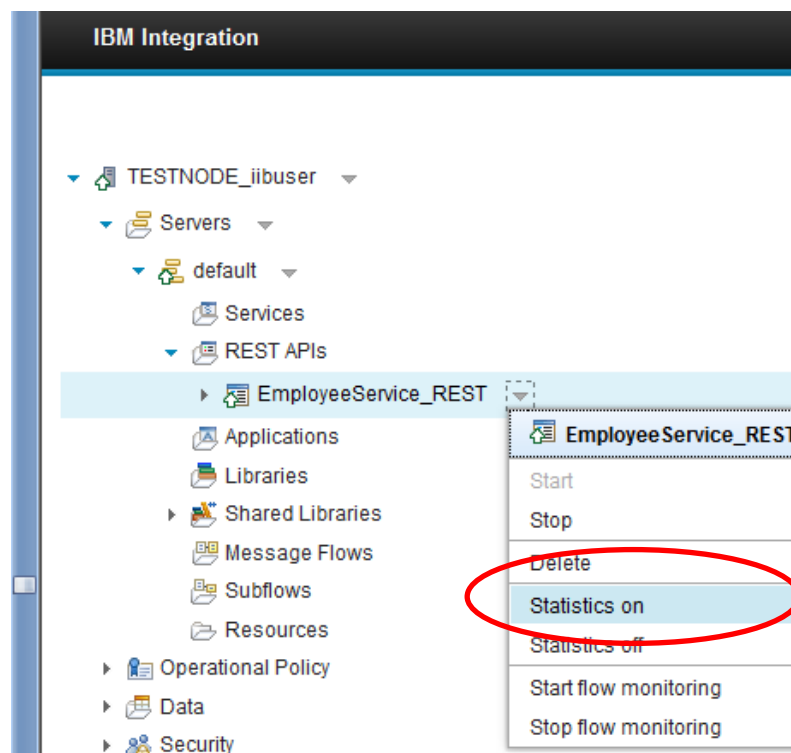 IBM Integration
TESTNODE_iibuser
Servers
default
Services
REST APIs
EmployeeService_REST
EmployeeService_REST
Applications
Start
Libraries
Stop
Shared Libraries
Message Flows
Delete
Subflows
Statistics on
Resources
Statistics off
Operational Policy
Start flow monitoring
Data
Stop flow monitoring
Security